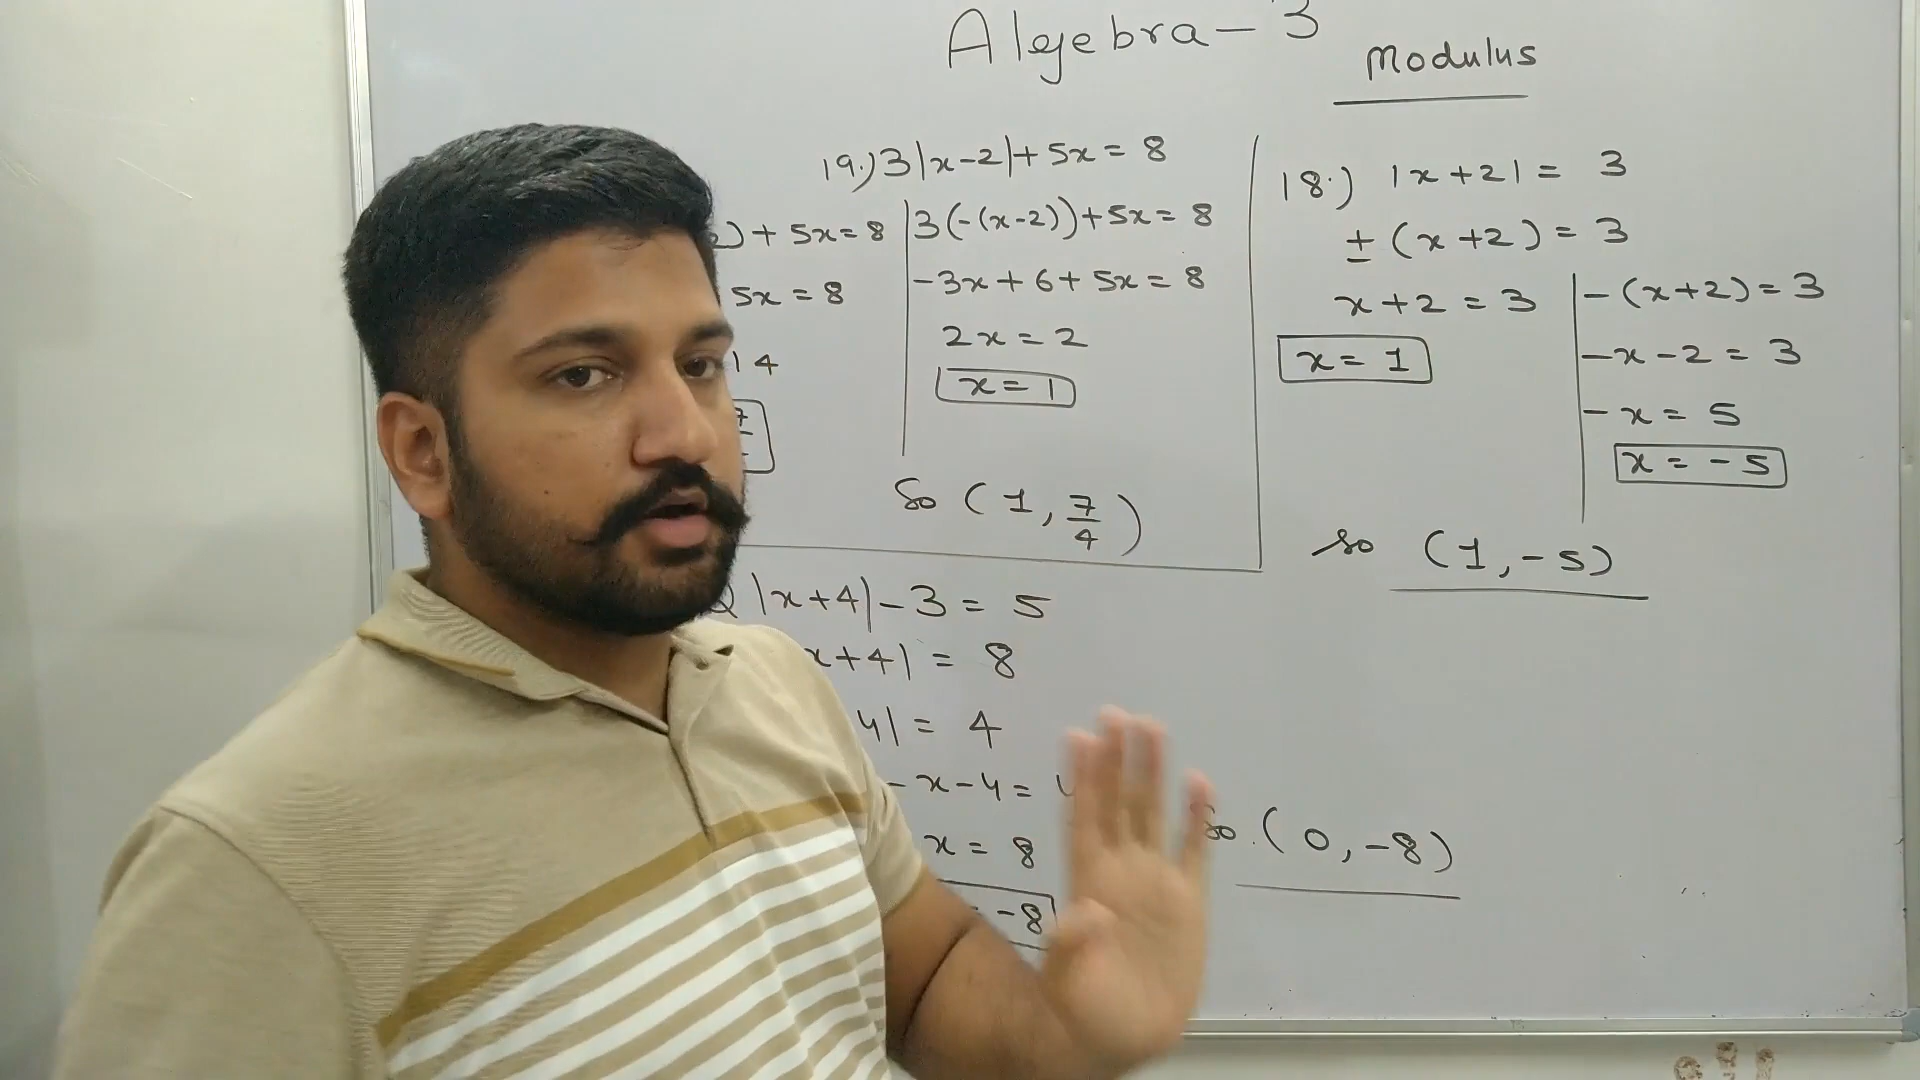 Algebra - 3
Modulus
19.) 3|x-2|+ 5x = 8
) + 5x = 8
5x = 8
14
7
3(-(x-2))+5x = 8
-3x + 6 + 5x = 8
2x = 2
x = 1
So (1, 7/4)
18.) |x+2| = 3
± (x+2) = 3
x+2 = 3
x = 1
-(x+2) = 3
-x-2 = 3
-x = 5
x = -5
so (1, -5)
2 |x+4| - 3 = 5
x+4| = 8
4| = 4
-x-4 = 4
x = 8
= -8
So. (0, -8)